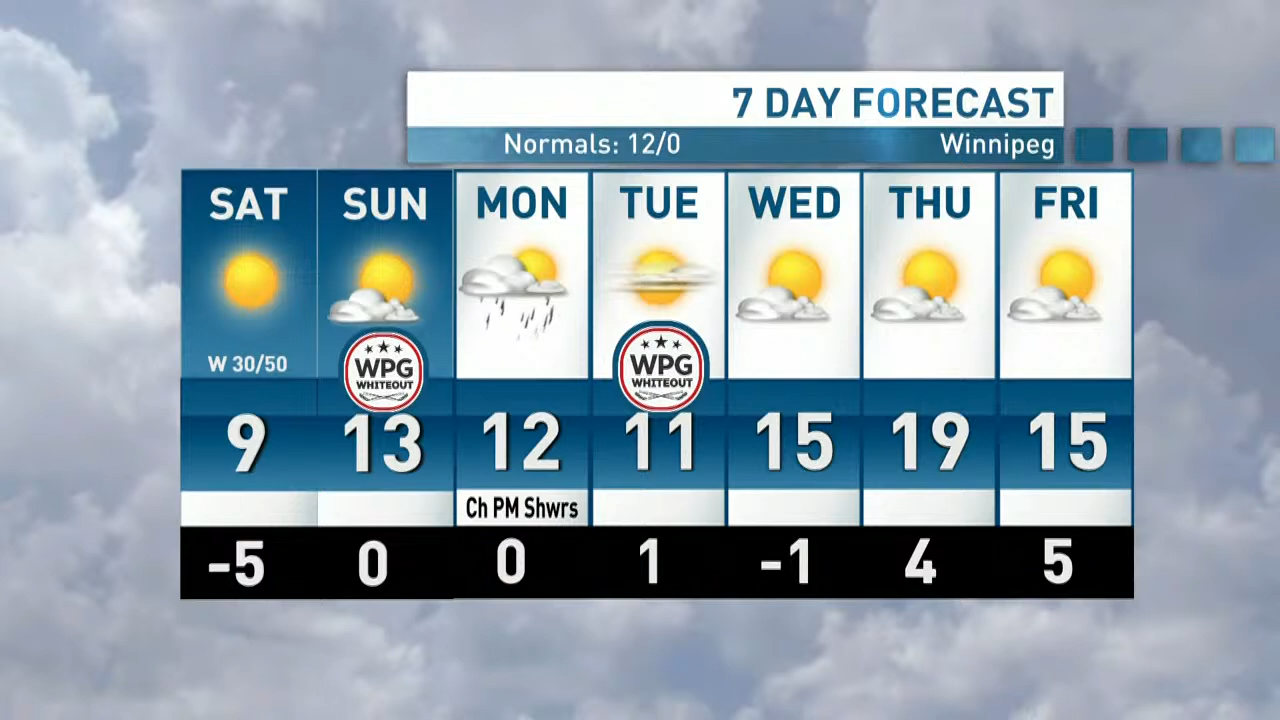 7 DAY FORECAST
Normals: 12/0 Winnipeg
SAT SUN MON TUE WED THU FRI
W 30/50
WPG
WHITEOUT
WPG
WHITEOUT
9 13 12 11 15 19 15
Ch PM Shwrs
-5 0 0 1 -1 4 5